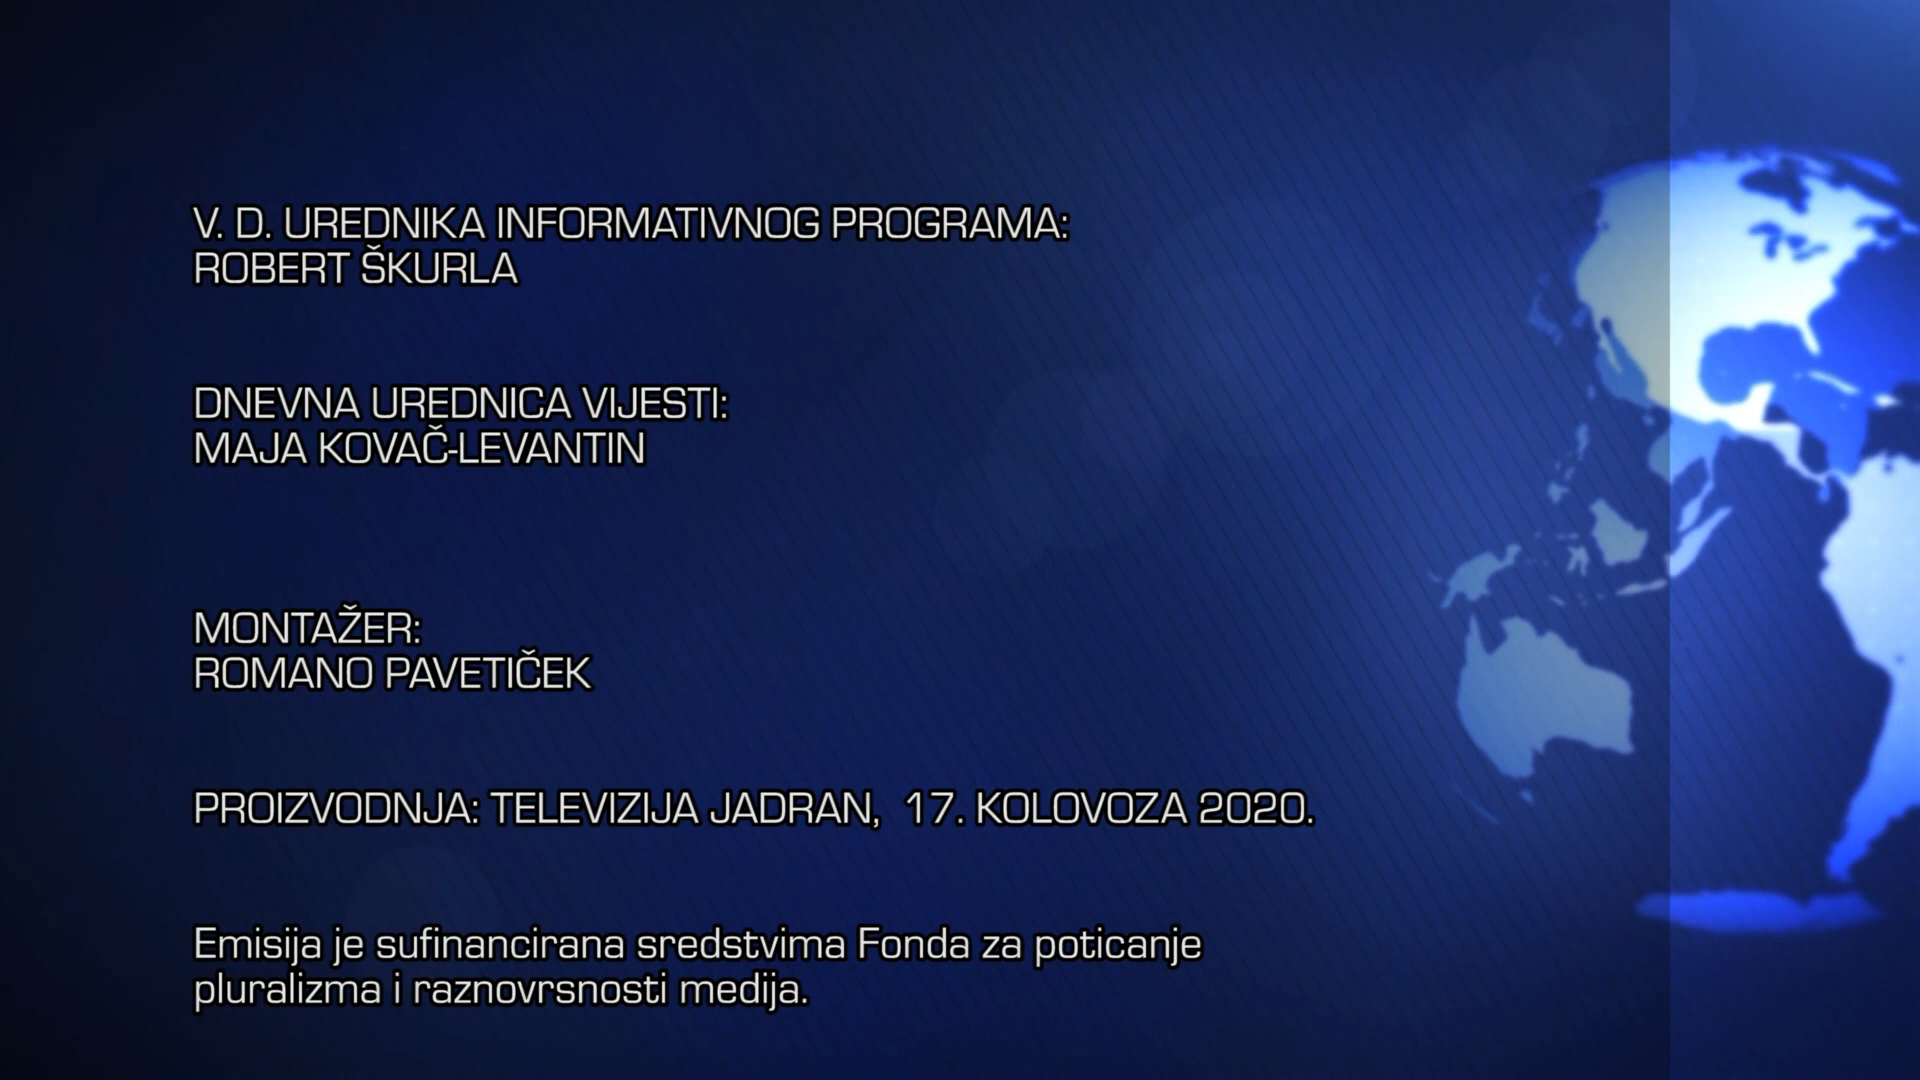 V. D. UREDNIKA INFORMATIVNOG PROGRAMA:
ROBERT ŠKURLA
DNEVNA UREDNICA VIJESTI:
MAJA KOVAČ-LEVANTIN
MONTAŽER:
ROMANO PAVETIČEK
PROIZVODNJA: TELEVIZIJA JADRAN,  17. KOLOVOZA 2020.
Emisija je sufinancirana sredstvima Fonda za poticanje
pluralizma i raznovrsnosti medija.